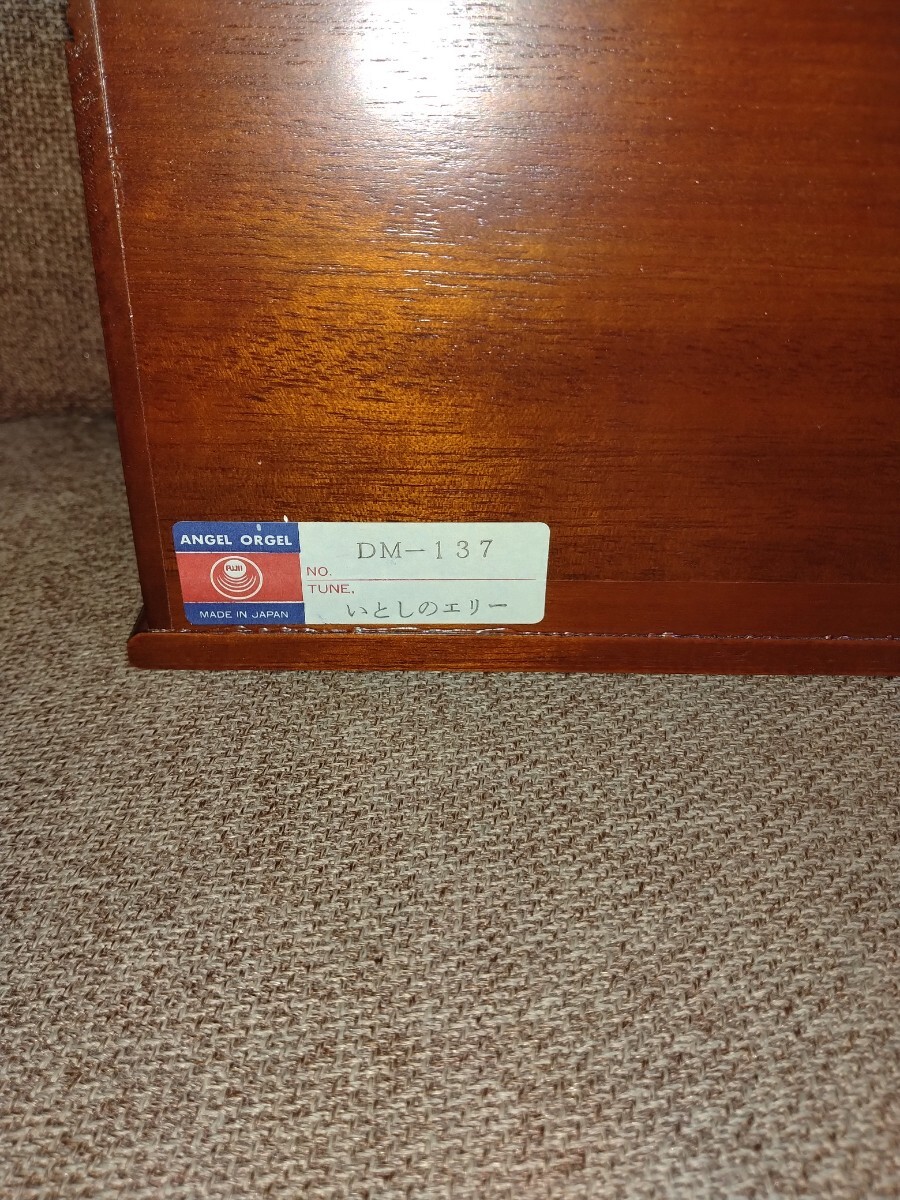 ANGEL ORGEL
FUJI
MADE IN JAPAN
NO. DM-137
TUNE. いとしのエリー